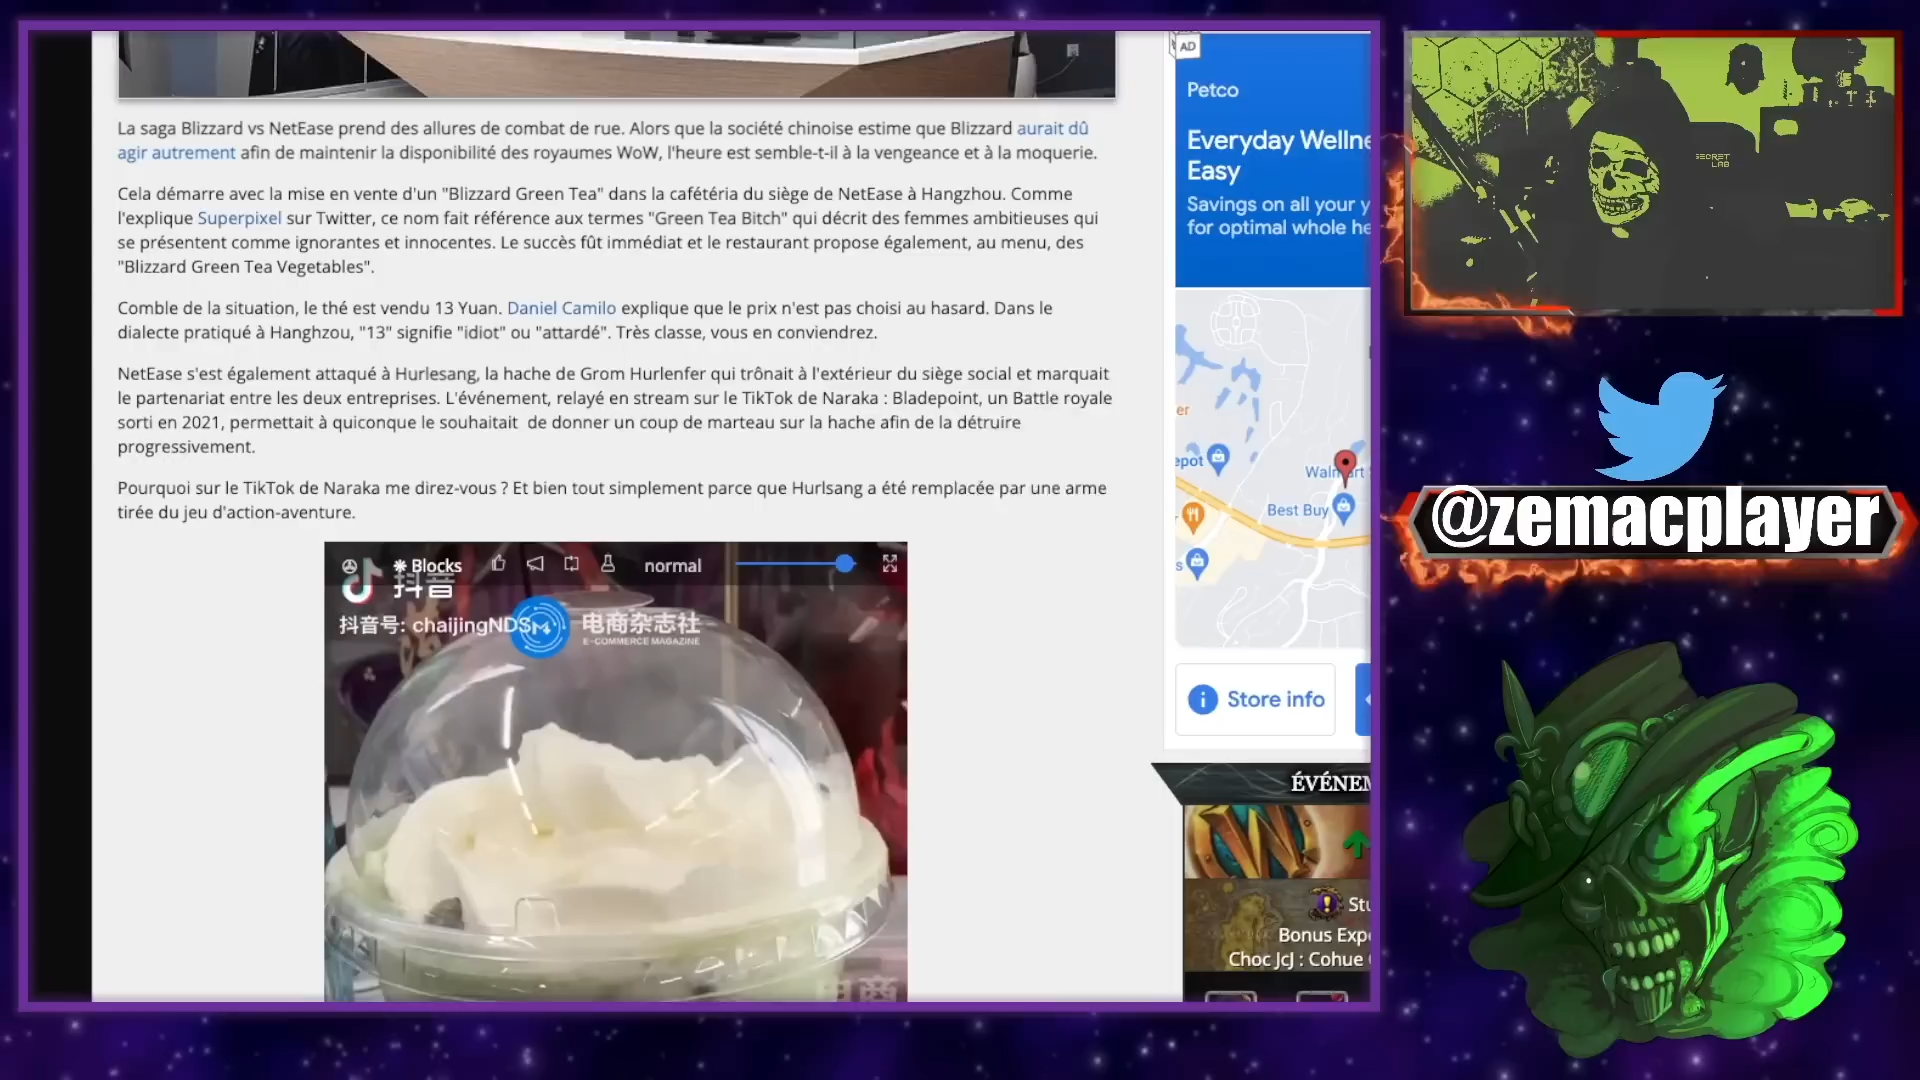 La saga Blizzard vs NetEase prend des allures de combat de rue. Alors que la société chinoise estime que Blizzard aurait dû
agir autrement afin de maintenir la disponibilité des royaumes WoW, l'heure est semble-t-il à la vengeance et à la moquerie.
Cela démarre avec la mise en vente d'un "Blizzard Green Tea" dans la cafétéria du siège de NetEase à Hangzhou. Comme
l'explique Superpixel sur Twitter, ce nom fait référence aux termes "Green Tea Bitch" qui décrit des femmes ambitieuses qui
se présentent comme ignorantes et innocentes. Le succès fût immédiat et le restaurant propose également, au menu, des
"Blizzard Green Tea Vegetables".
Comble de la situation, le thé est vendu 13 Yuan. Daniel Camilo explique que le prix n'est pas choisi au hasard. Dans le
dialecte pratiqué à Hanghzou, "13" signifie "idiot" ou "attardé". Très classe, vous en conviendrez.
NetEase s'est également attaqué à Hurlesang, la hache de Grom Hurlenfer qui trônait à l'extérieur du siège social et marquait
le partenariat entre les deux entreprises. L'événement, relayé en stream sur le TikTok de Naraka : Bladepoint, un Battle royale
sorti en 2021, permettait à quiconque le souhaitait de donner un coup de marteau sur la hache afin de la détruire
progressivement.
Pourquoi sur le TikTok de Naraka me direz-vous ? Et bien tout simplement parce que Hurlsang a été remplacée par une arme
tirée du jeu d'action-aventure.
Blocks
normal
抖音
抖音号: chaijingNDS
电商杂志社
E-COMMERCE MAGAZINE
电商
AD
Petco
Everyday Wellne
Easy
Savings on all your y
for optimal whole he
er
epot
Walmart S
Best Buy
s
Store info
ÉVÉNEM
Stu
Bonus Expé
Choc JcJ : Cohue
SECRET
LAB
@zemacplayer